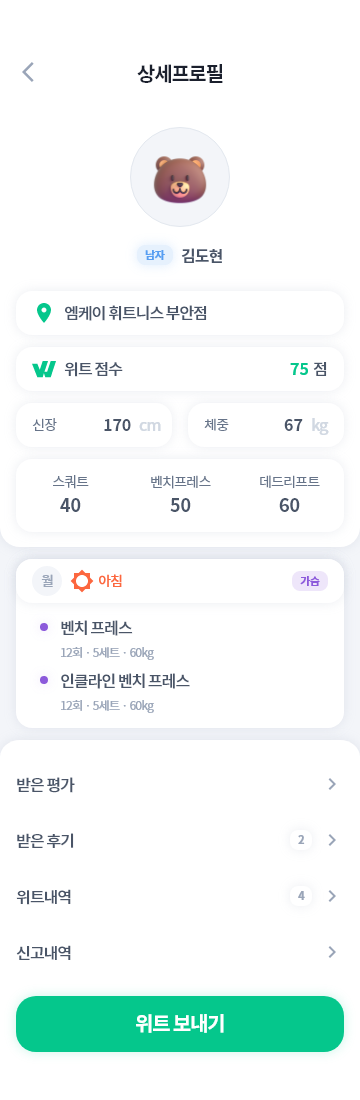 상세프로필
남자 김도현
엠케이 휘트니스 부안점
위트 점수 75 점
신장 170 cm 체중 67 kg
스쿼트 벤치프레스 데드리프트
40 50 60
월 아침 가슴
벤치 프레스
12회 · 5세트 · 60kg
인클라인 벤치 프레스
12회 · 5세트 · 60kg
받은 평가
받은 후기 2
위트내역 4
신고내역
위트 보내기